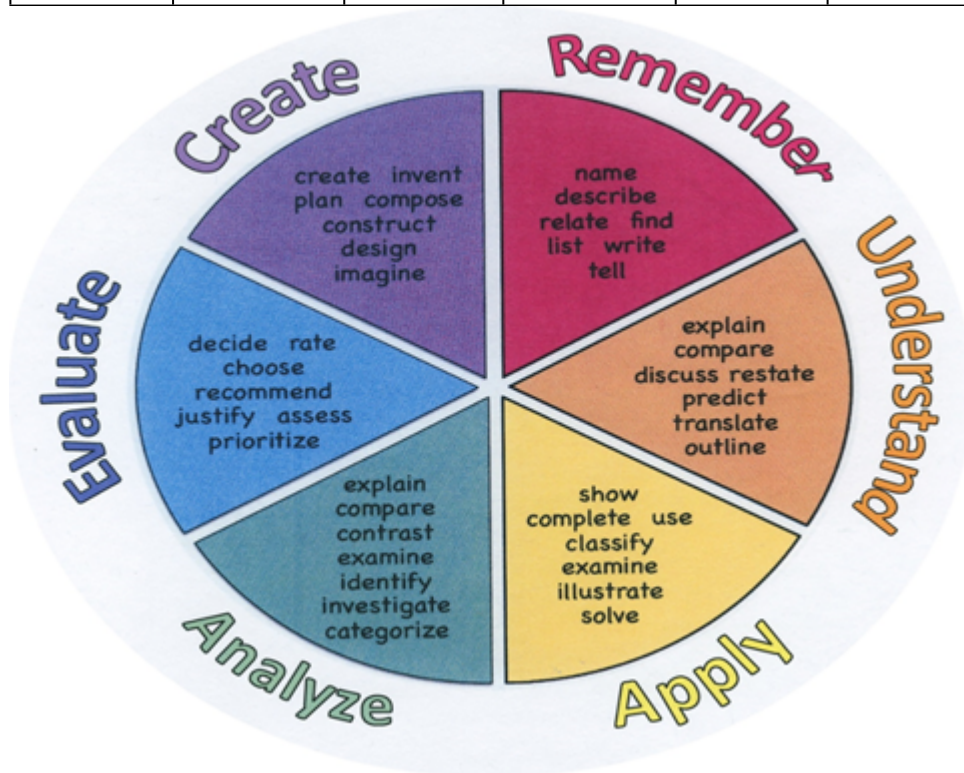 Create
create invent
plan compose
construct
design
imagine
Remember
name
describe
relate find
list write
tell
Understand
explain
compare
discuss restate
predict
translate
outline
Apply
show
complete use
classify
examine
illustrate
solve
Analyze
explain
compare
contrast
examine
identify
investigate
categorize
Evaluate
decide rate
choose
recommend
justify assess
prioritize